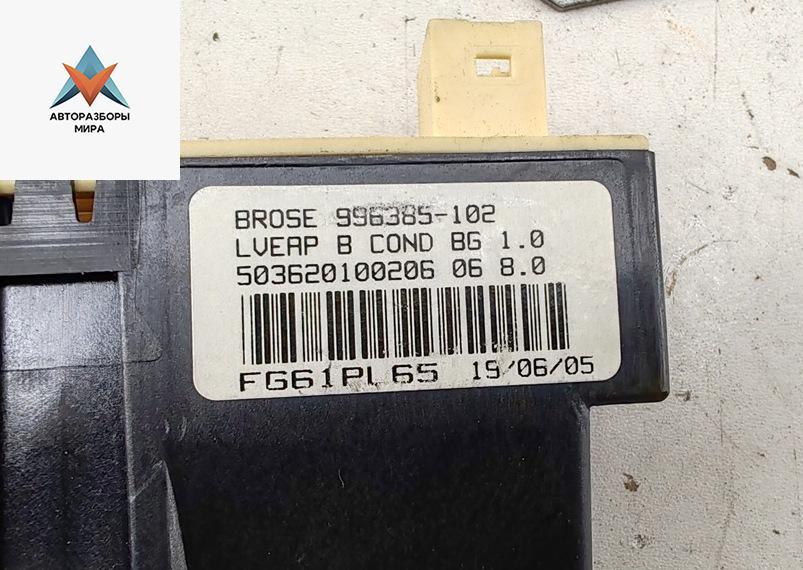 АВТОРАЗБОРЫ
МИРА
BROSE 996385-102
LVEAP B COND BG 1.0
503620100206 06 8.0
FG61PL65 19/06/05